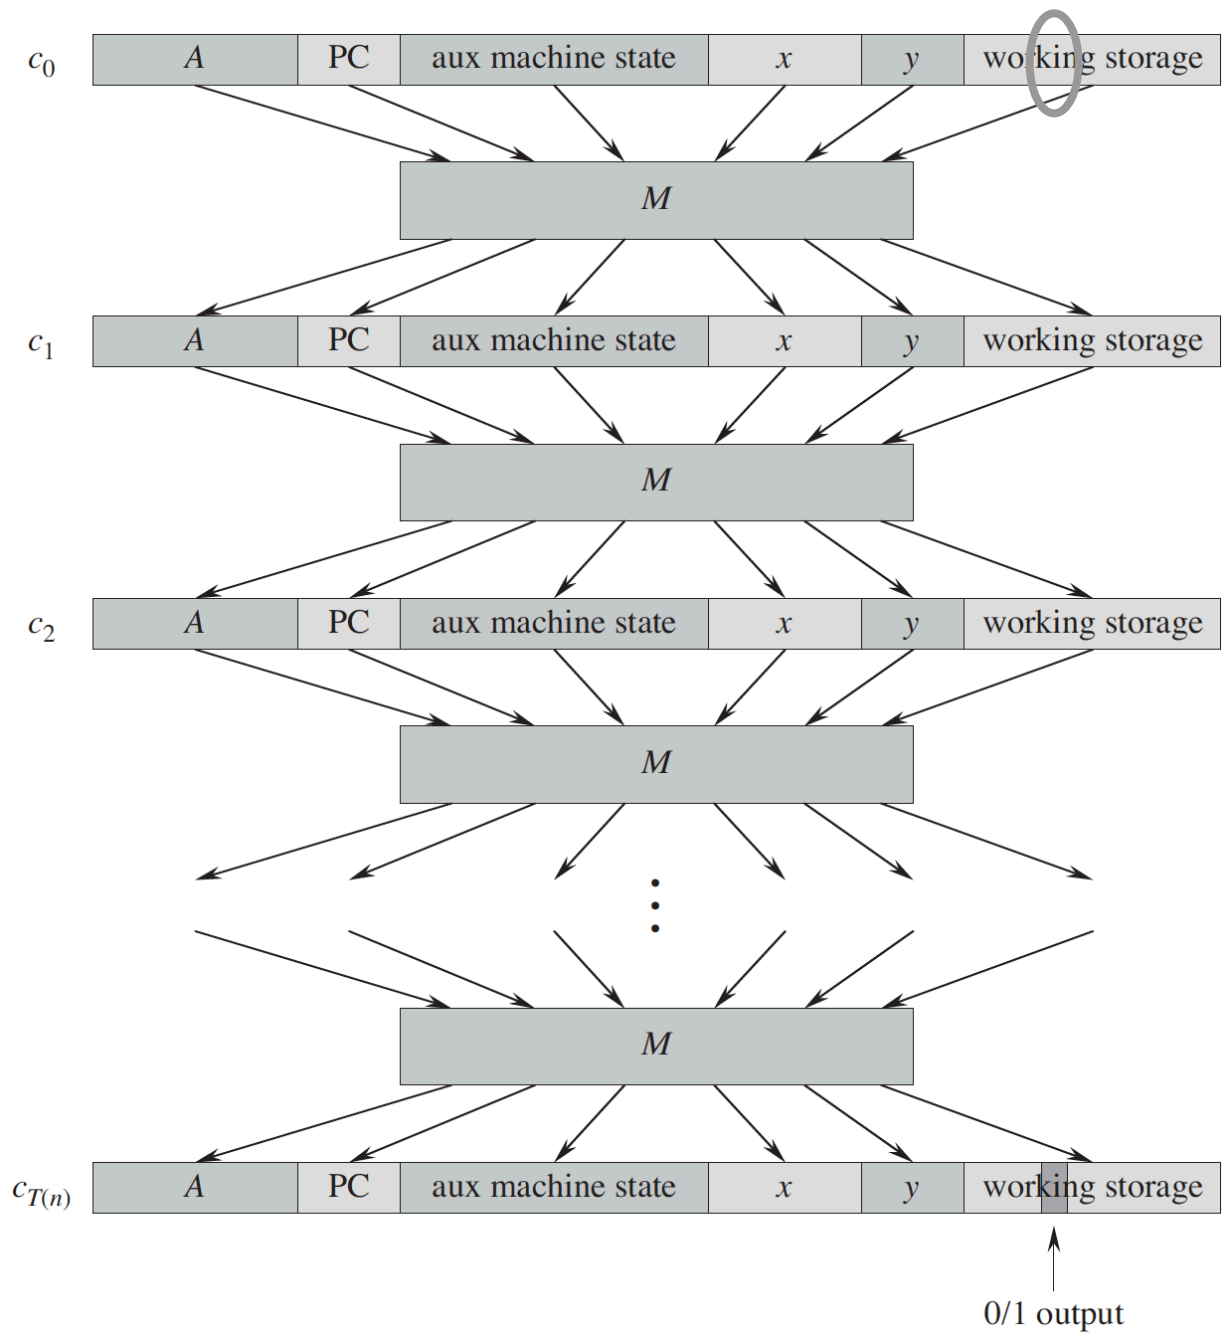 c0 A PC aux machine state x y working storage
M
c1 A PC aux machine state x y working storage
M
c2 A PC aux machine state x y working storage
M
M
cT(n) A PC aux machine state x y working storage
0/1 output